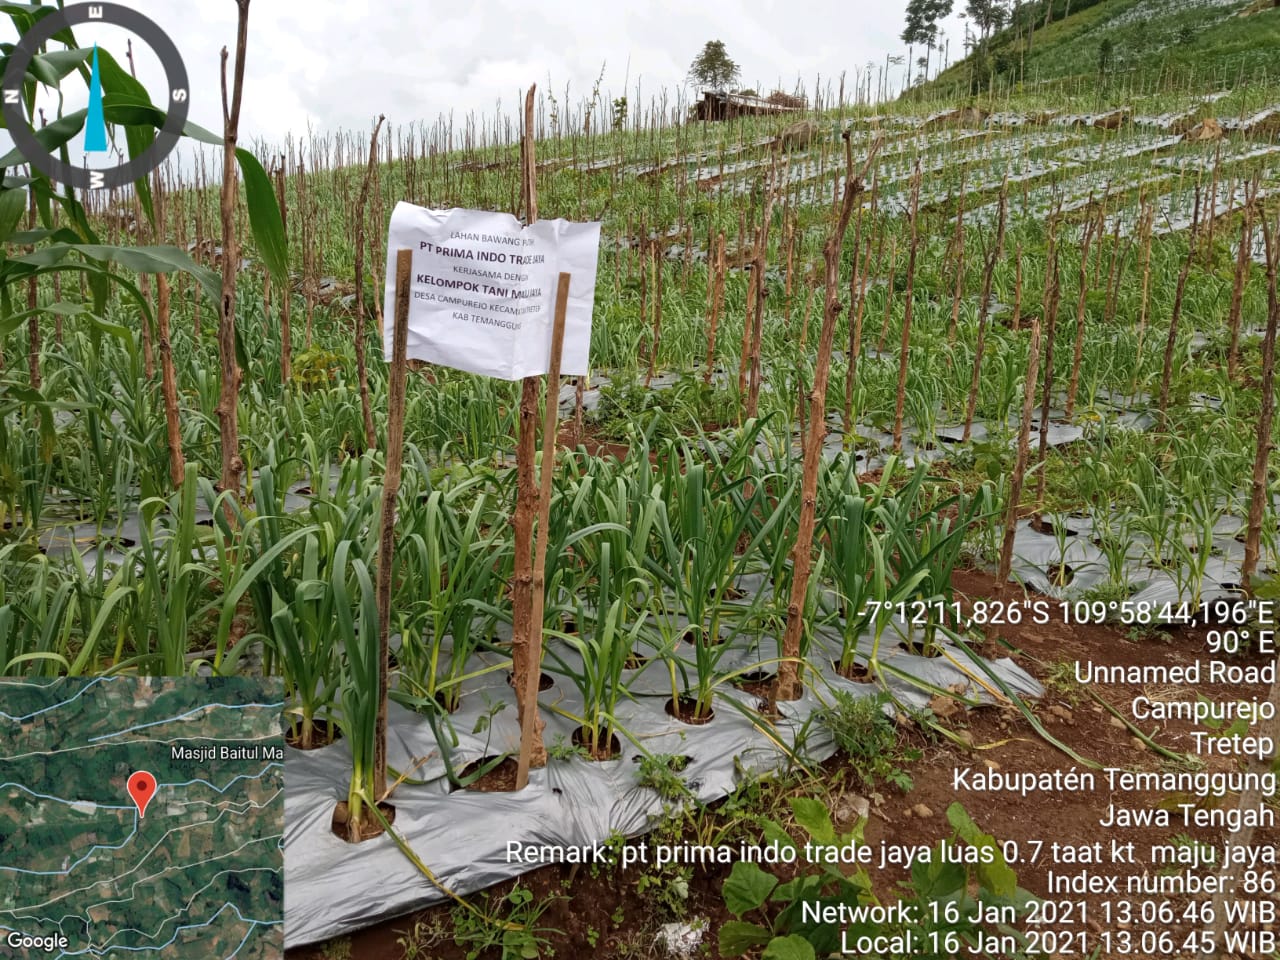 E
N
S
W
LAHAN BAWANG PUTIH
PT PRIMA INDO TRADE JAYA
KERJASAMA DENGAN
KELOMPOK TANI MAJU JAYA
DESA CAMPUREJO KECAMATAN TRETEP
KAB TEMANGGUNG
-7°12'11,826"S 109°58'44,196"E
90° E
Unnamed Road
Campurejo
Tretep
Kabupatén Temanggung
Jawa Tengah
Remark: pt prima indo trade jaya luas 0.7 taat kt maju jaya
Index number: 86
Network: 16 Jan 2021 13.06.46 WIB
Local: 16 Jan 2021 13.06.45 WIB
Masjid Baitul Ma
Google